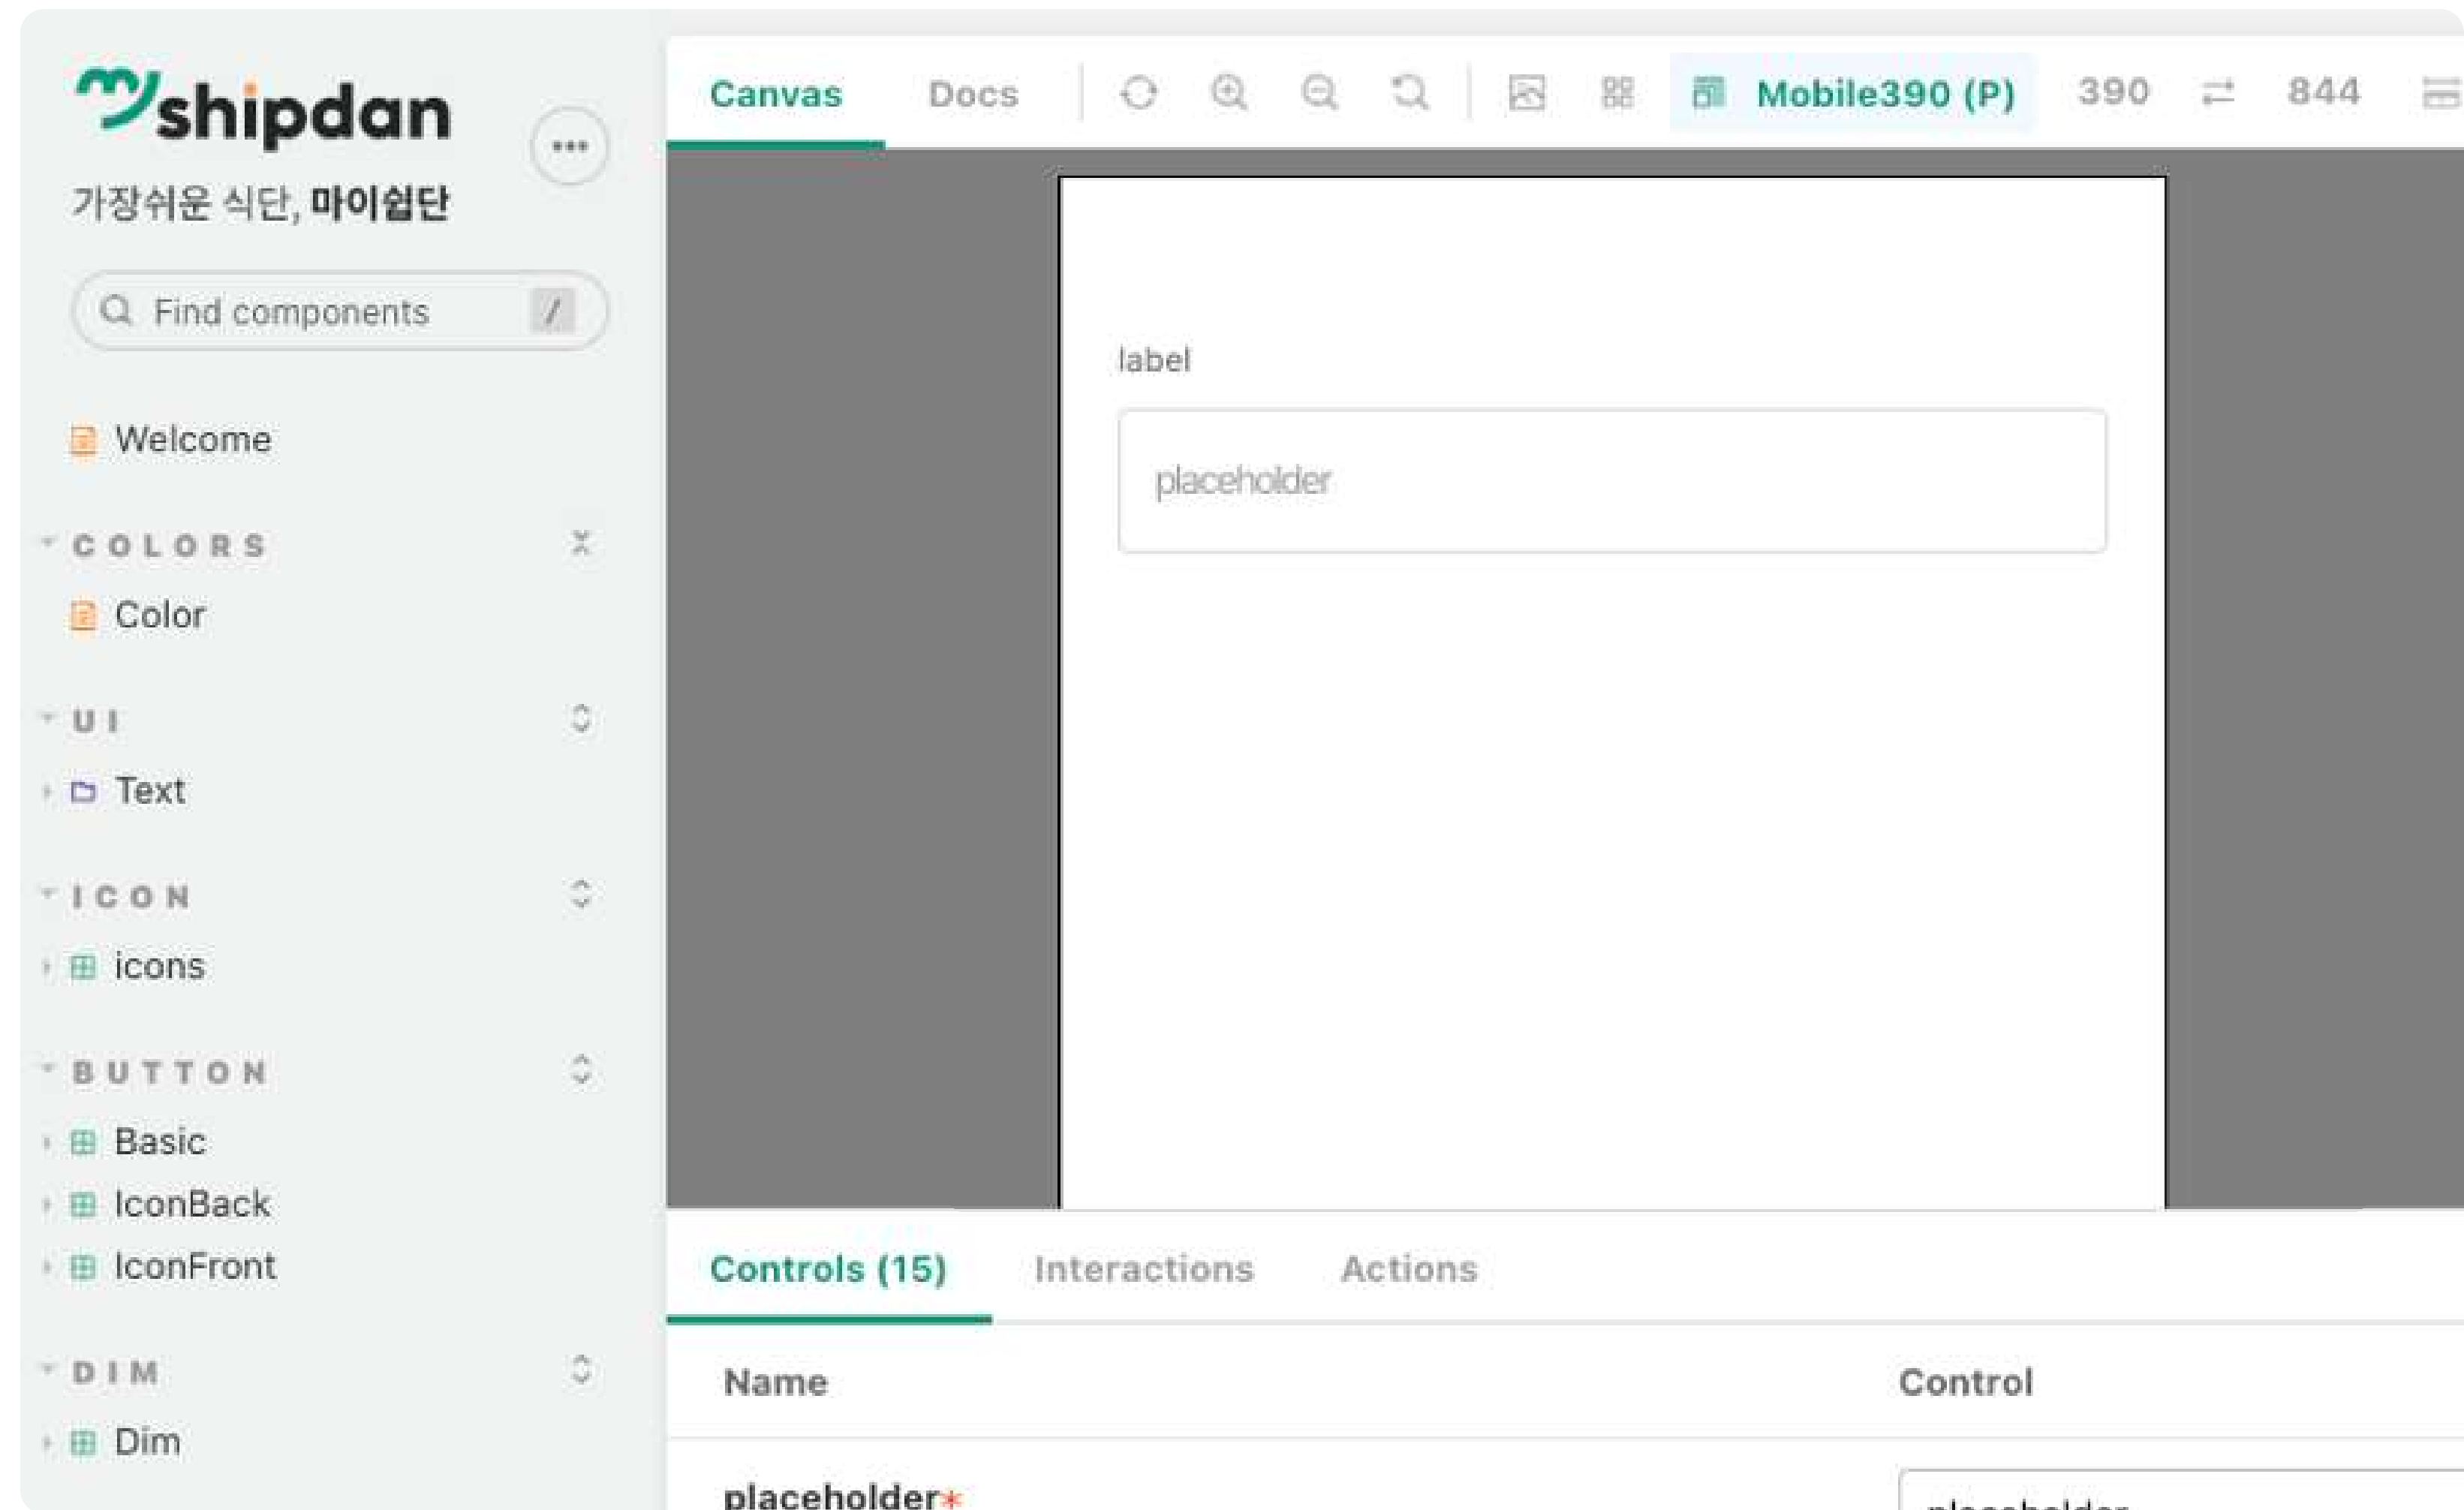 myshipdan
가장쉬운 식단, 마이쉽단
Find components /
Welcome
COLORS
Color
UI
Text
ICON
icons
BUTTON
Basic
IconBack
IconFront
DIM
Dim
Canvas Docs Mobile390 (P) 390 844
label
placeholder
Controls (15) Interactions Actions
Name Control
placeholder* placeholder